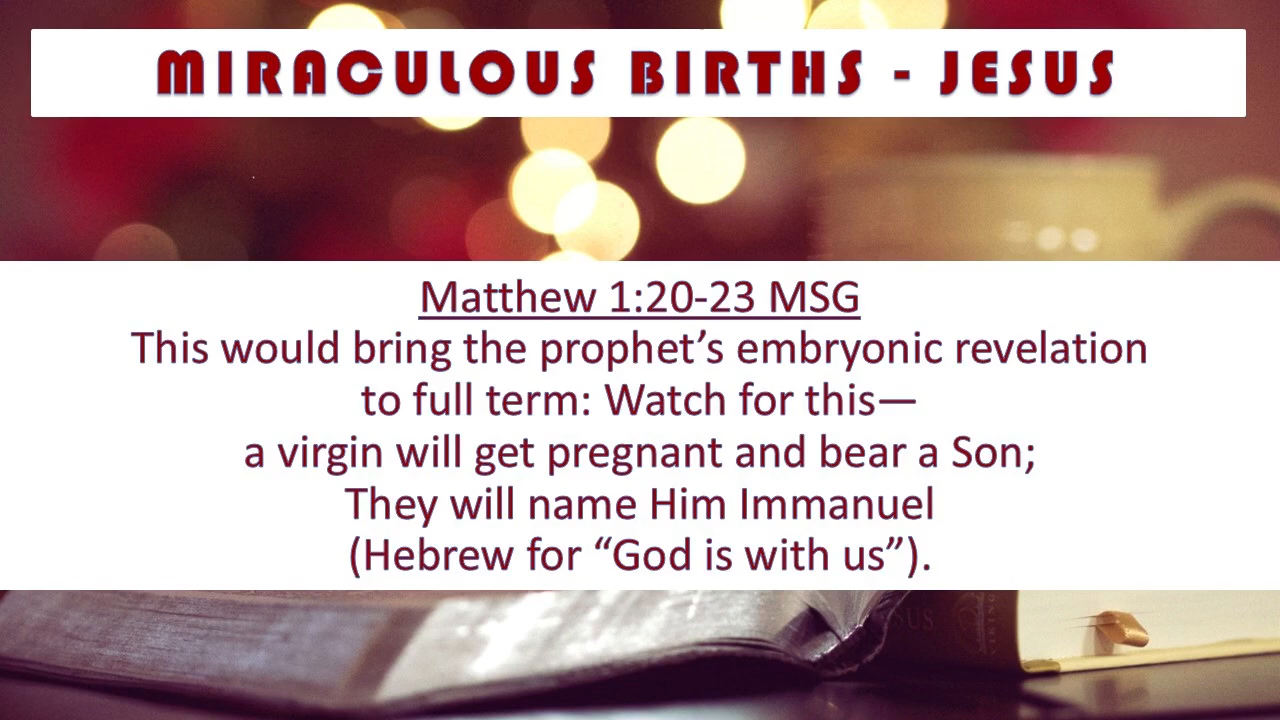 MIRACULOUS BIRTHS - JESUS
Matthew 1:20-23 MSG
This would bring the prophet’s embryonic revelation
to full term: Watch for this—
a virgin will get pregnant and bear a Son;
They will name Him Immanuel
(Hebrew for “God is with us”).